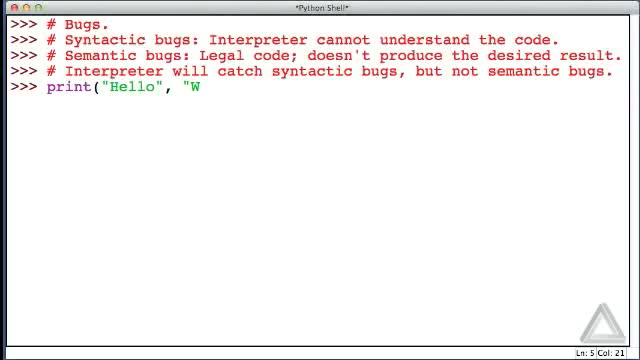 *Python Shell*
>>> # Bugs.
>>> # Syntactic bugs: Interpreter cannot understand the code.
>>> # Semantic bugs: Legal code; doesn't produce the desired result.
>>> # Interpreter will catch syntactic bugs, but not semantic bugs.
>>> print("Hello", "W
Ln: 5 Col: 21